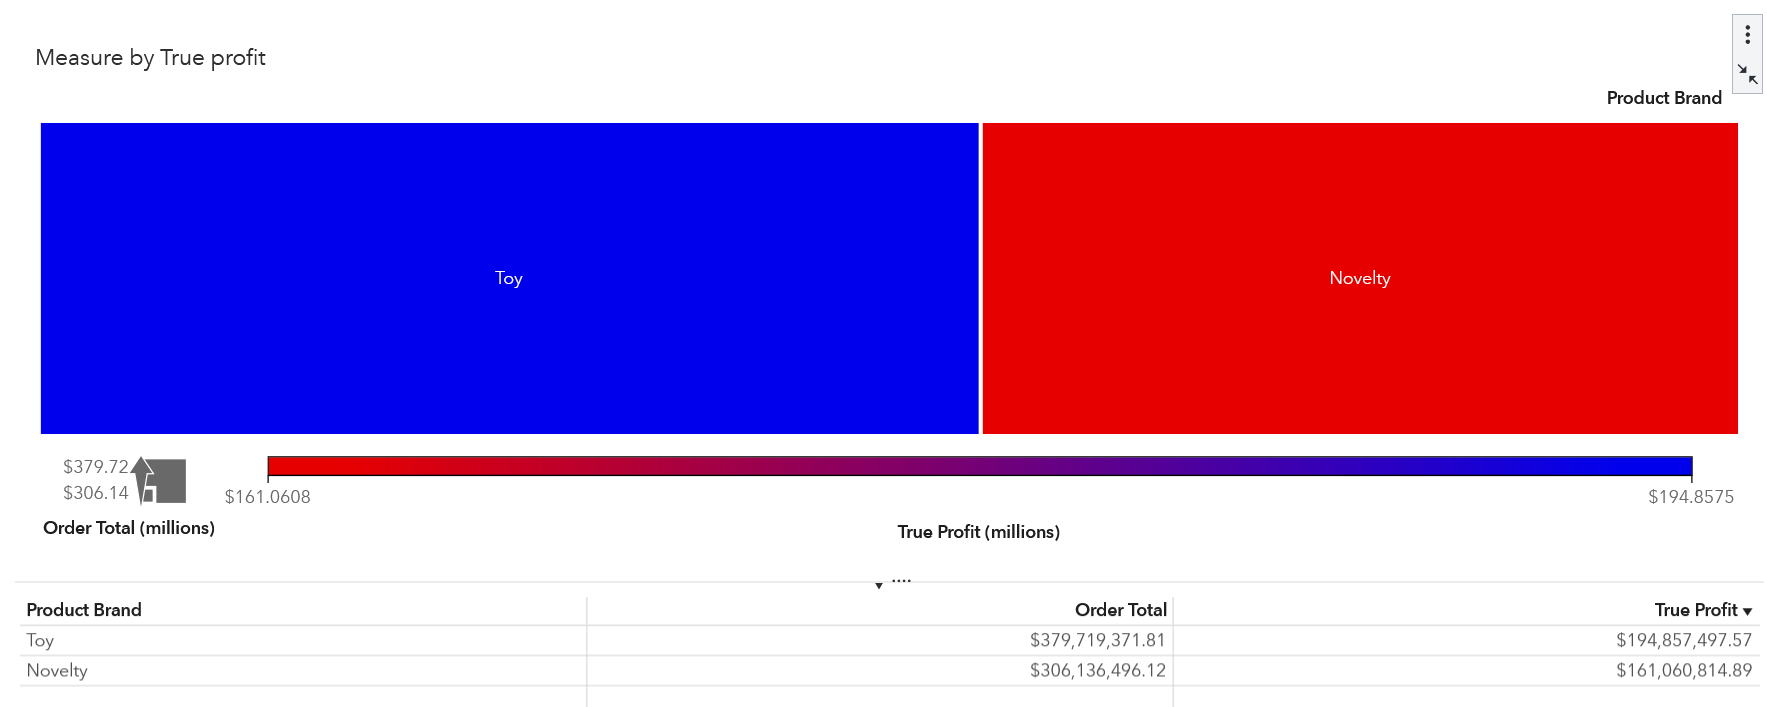 Measure by True profit
Product Brand
Toy
Novelty
$379.72
$306.14
$161.0608
$194.8575
Order Total (millions)
True Profit (millions)
Product Brand Order Total True Profit
Toy $379,719,371.81 $194,857,497.57
Novelty $306,136,496.12 $161,060,814.89